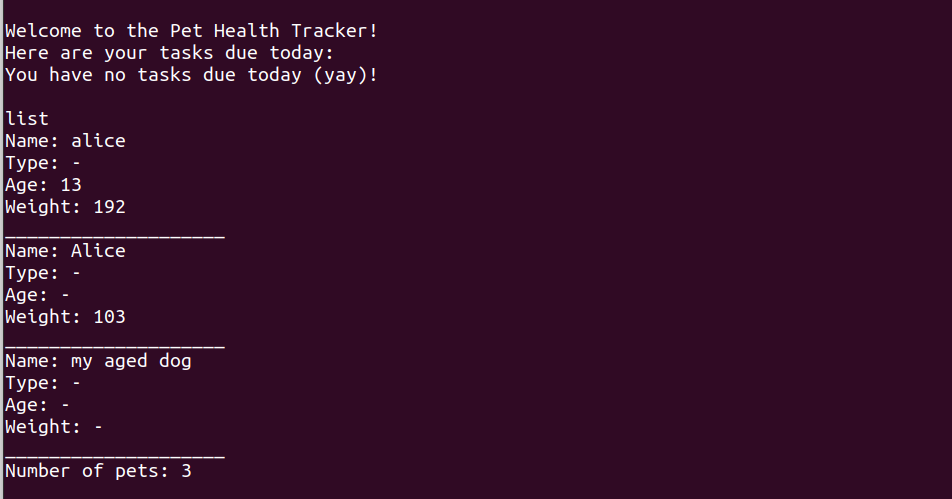 Welcome to the Pet Health Tracker!
Here are your tasks due today:
You have no tasks due today (yay)!
list
Name: alice
Type: -
Age: 13
Weight: 192
____________________
Name: Alice
Type: -
Age: -
Weight: 103
____________________
Name: my aged dog
Type: -
Age: -
Weight: -
____________________
Number of pets: 3